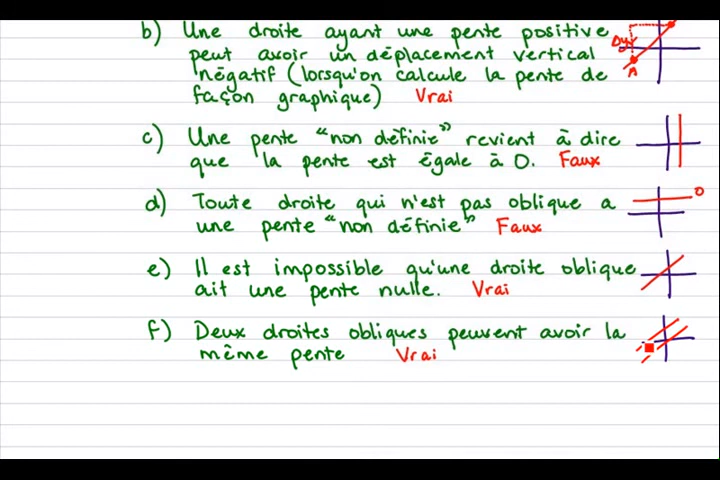 b) Une droite ayant une pente positive
peut avoir un déplacement vertical
négatif (lorsqu'on calcule la pente de
façon graphique) Vrai
Δy
A
c) Une pente "non définie" revient à dire
que la pente est égale à 0. Faux
d) Toute droite qui n'est pas oblique a
une pente "non définie" Faux
0
e) Il est impossible qu'une droite oblique
ait une pente nulle. Vrai
f) Deux droites obliques peuvent avoir la
même pente Vrai